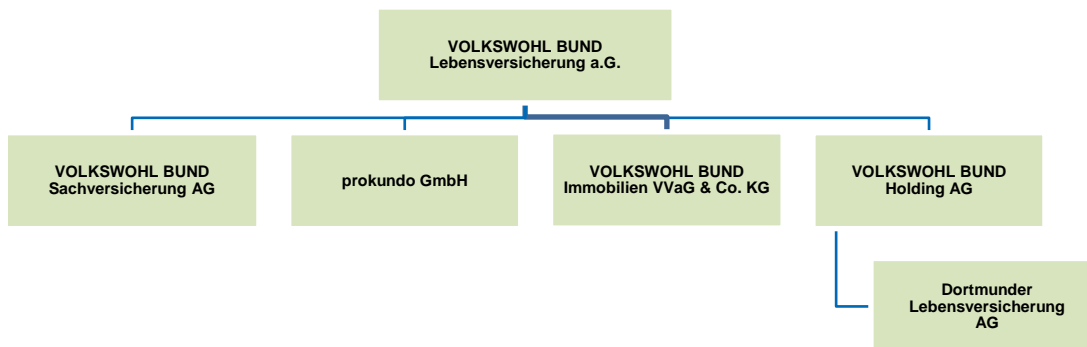 VOLKSWOHL BUND
Lebensversicherung a.G.
VOLKSWOHL BUND
Sachversicherung AG
prokundo GmbH
VOLKSWOHL BUND
Immobilien VVaG & Co. KG
VOLKSWOHL BUND
Holding AG
Dortmunder
Lebensversicherung
AG